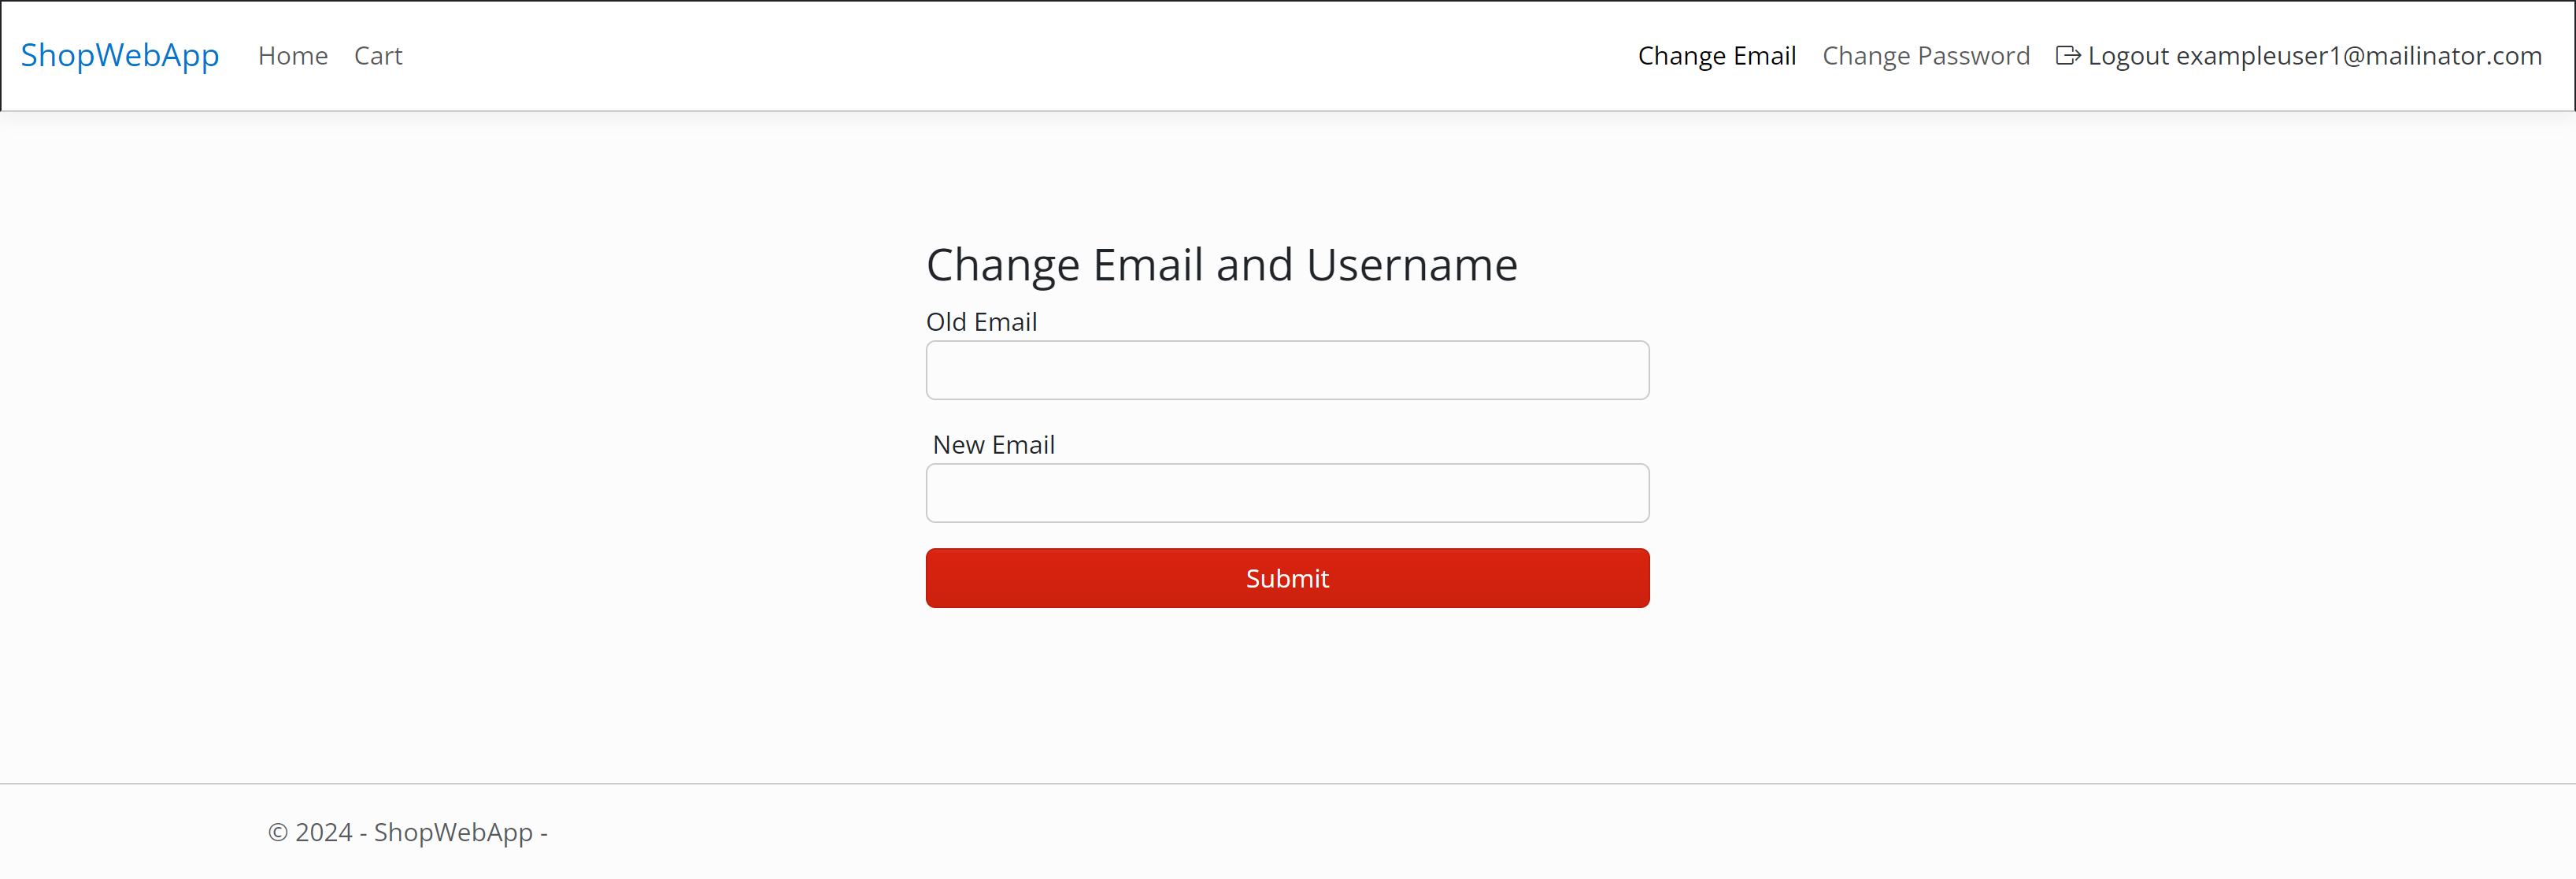 ShopWebApp Home Cart Change Email Change Password Logout exampleuser1@mailinator.com
Change Email and Username
Old Email
New Email
Submit
© 2024 - ShopWebApp -